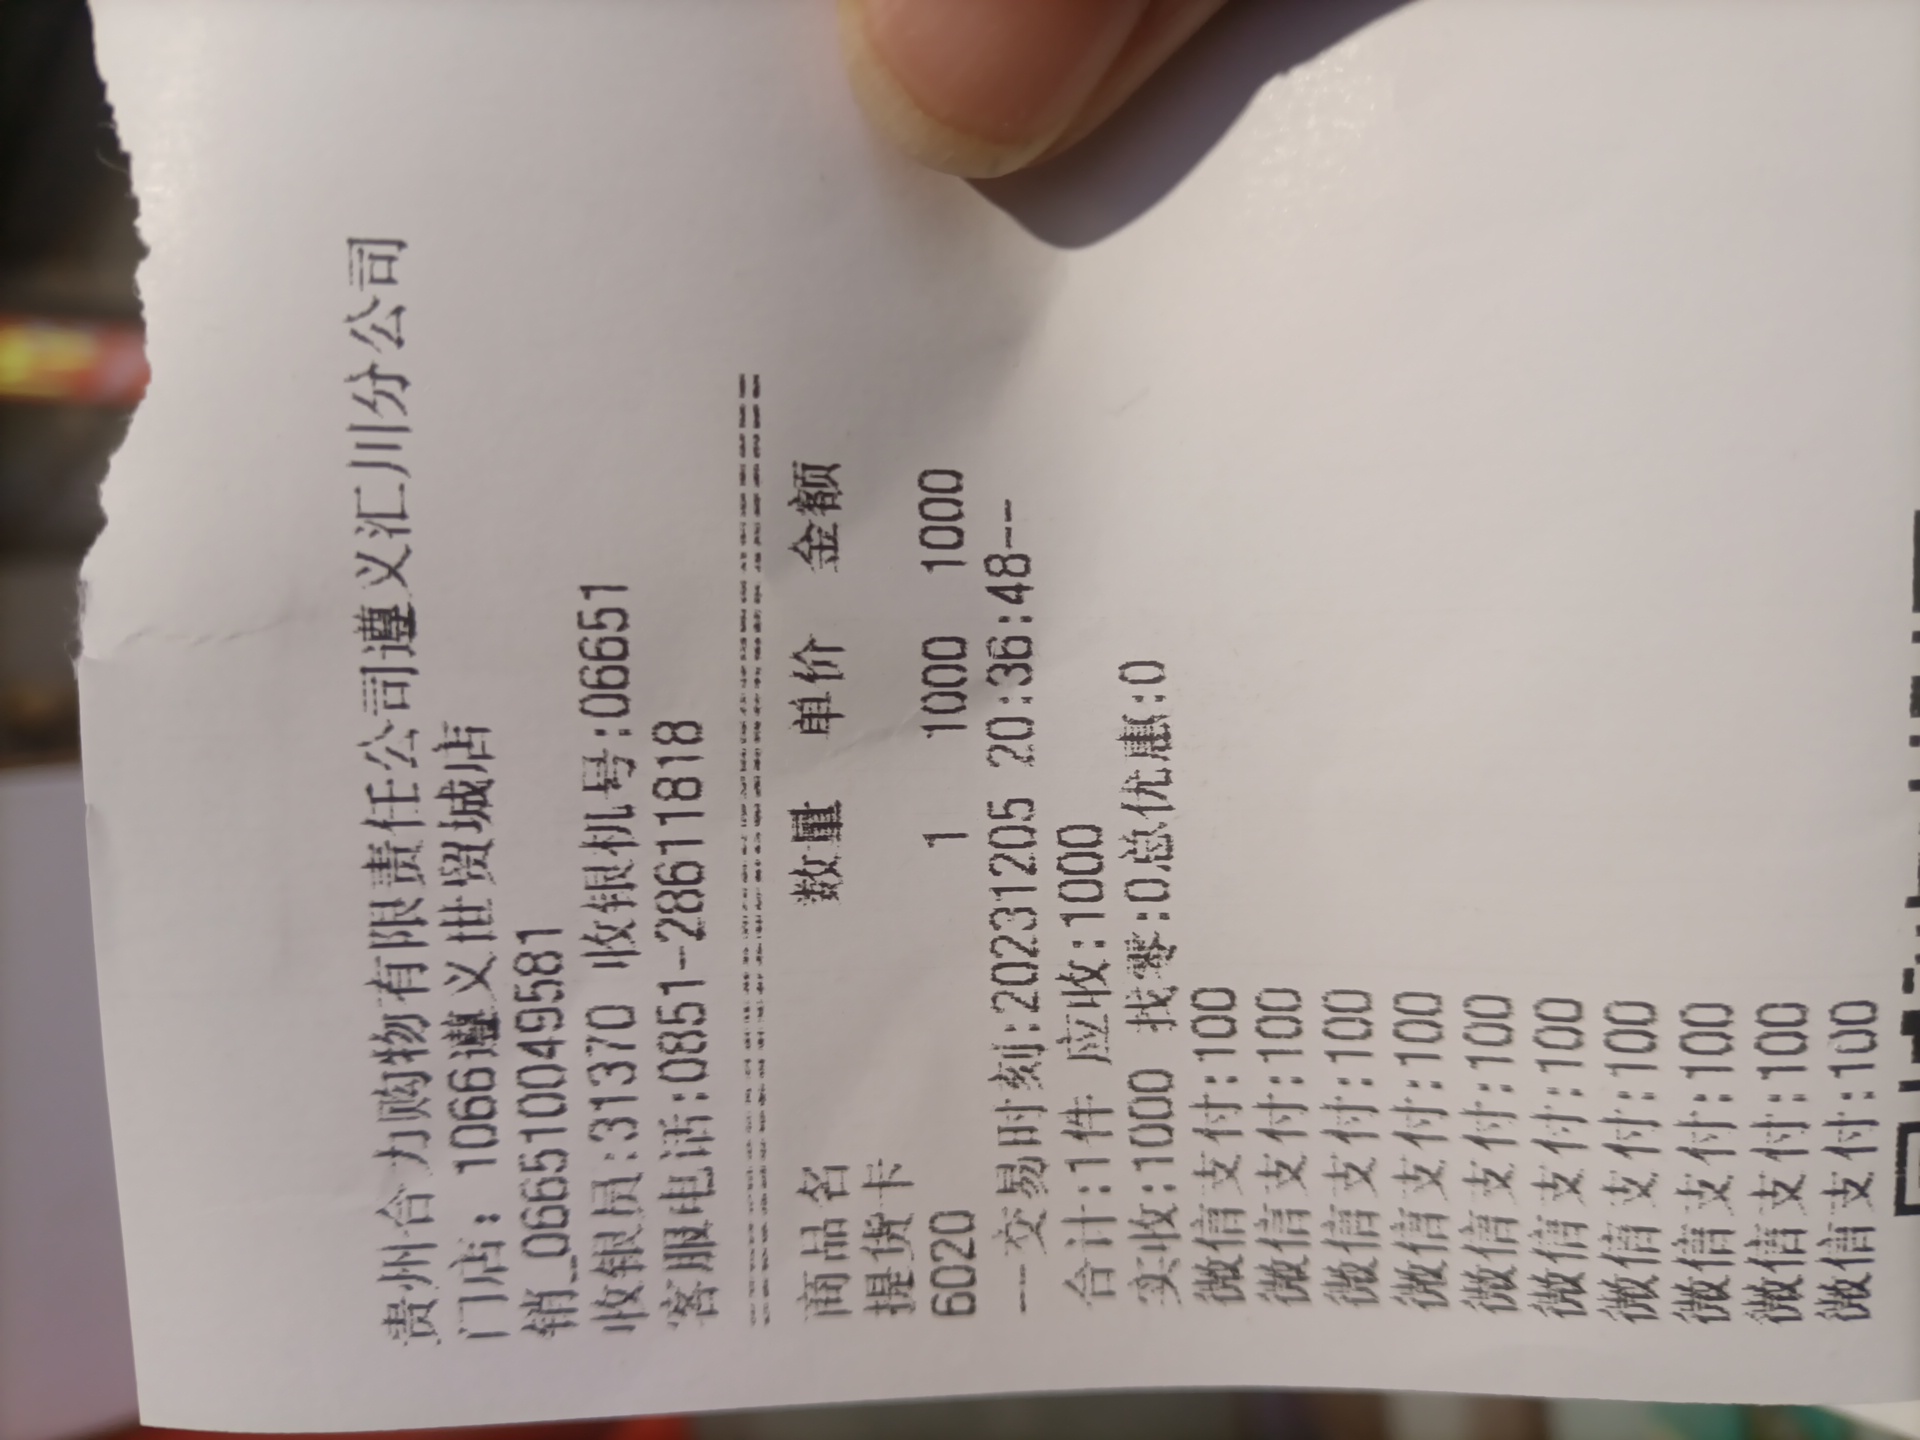 贵州合力购物有限责任公司遵义汇川分公司
门店: 1066遵义世贸城店
销_066510049581
收银员:31370 收银机号:06651
客服电话:0851-28611818
==========================================
商品名 数量 单价 金额
提货卡
6020 1 1000 1000
--交易时刻:20231205 20:36:48--
合计:1件 应收:1000
实收:1000 找零:0总优惠:0
微信支付:100
微信支付:100
微信支付:100
微信支付:100
微信支付:100
微信支付:100
微信支付:100
微信支付:100
微信支付:100
微信支付:100